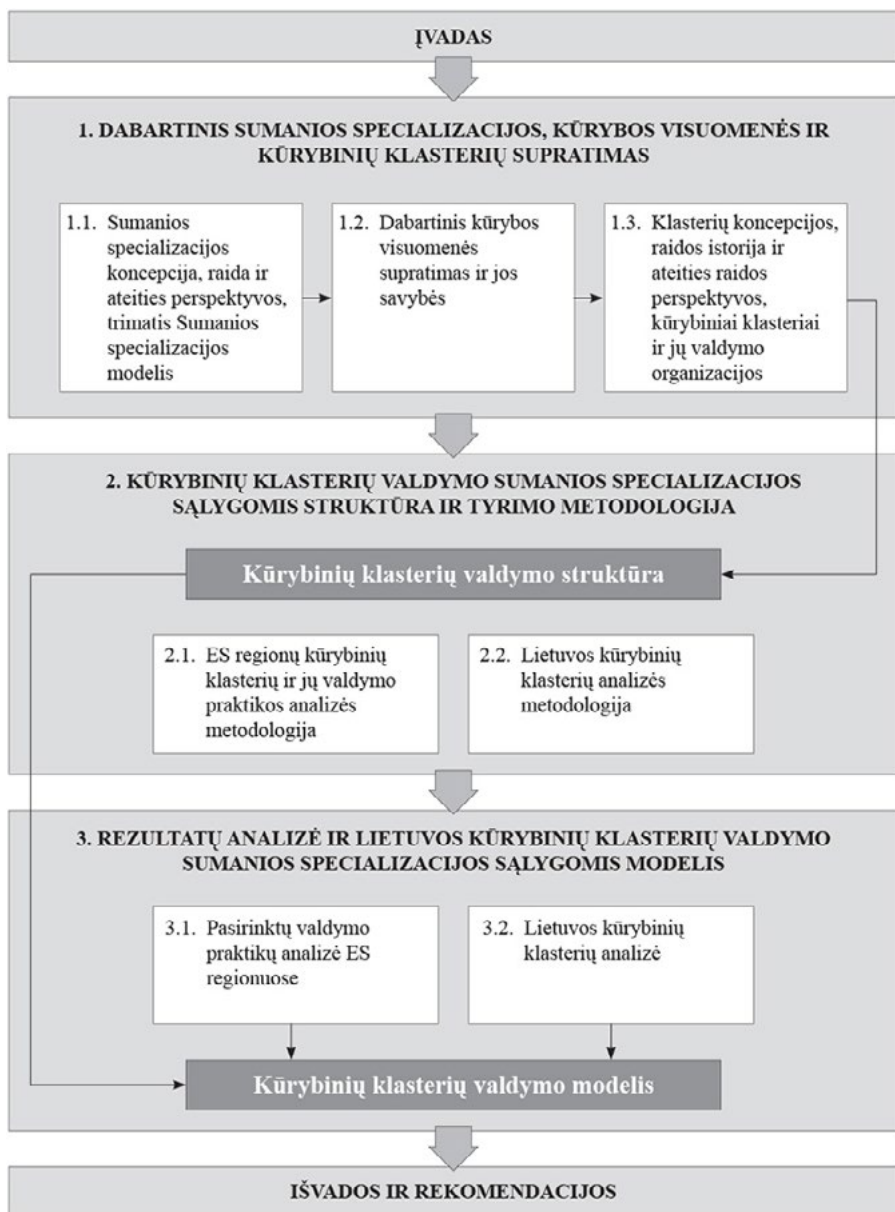 ĮVADAS
1. DABARTINIS SUMANIOS SPECIALIZACIJOS, KŪRYBOS VISUOMENĖS IR
KŪRYBINIŲ KLASTERIŲ SUPRATIMAS
1.1. Sumanios
specializacijos
koncepcija, raida ir
ateities perspektyvos,
trimatis Sumanios
specializacijos
modelis
1.2. Dabartinis kūrybos
visuomenės
supratimas ir jos
savybės
1.3. Klasterių koncepcijos,
raidos istorija ir
ateities raidos
perspektyvos,
kūrybiniai klasteriai
ir jų valdymo
organizacijos
2. KŪRYBINIŲ KLASTERIŲ VALDYMO SUMANIOS SPECIALIZACIJOS
SĄLYGOMIS STRUKTŪRA IR TYRIMO METODOLOGIJA
Kūrybinių klasterių valdymo struktūra
2.1. ES regionų kūrybinių
klasterių ir jų valdymo
praktikos analizės
metodologija
2.2. Lietuvos kūrybinių
klasterių analizės
metodologija
3. REZULTATŲ ANALIZĖ IR LIETUVOS KŪRYBINIŲ KLASTERIŲ VALDYMO
SUMANIOS SPECIALIZACIJOS SĄLYGOMIS MODELIS
3.1. Pasirinktų valdymo
praktikų analizė ES
regionuose
3.2. Lietuvos kūrybinių
klasterių analizė
Kūrybinių klasterių valdymo modelis
IŠVADOS IR REKOMENDACIJOS